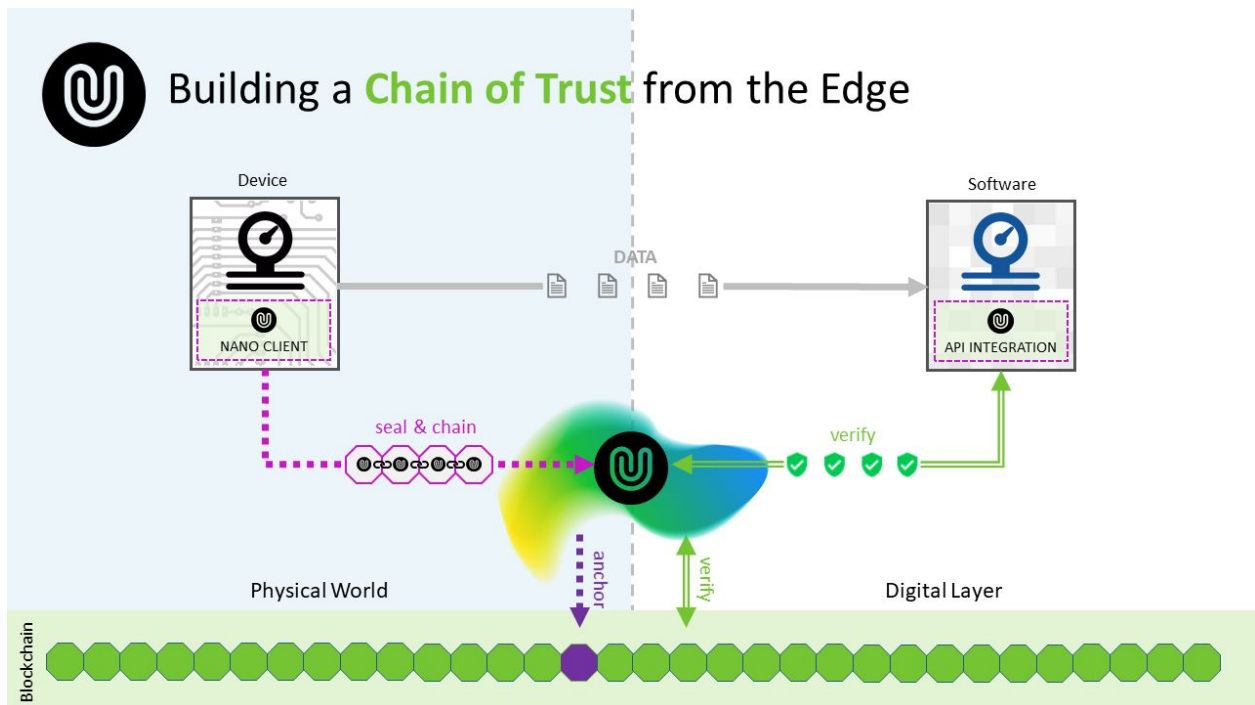 Building a Chain of Trust from the Edge
Device
Software
DATA
NANO CLIENT
API INTEGRATION
seal & chain
verify
anchor
verify
Physical World
Digital Layer
Blockchain